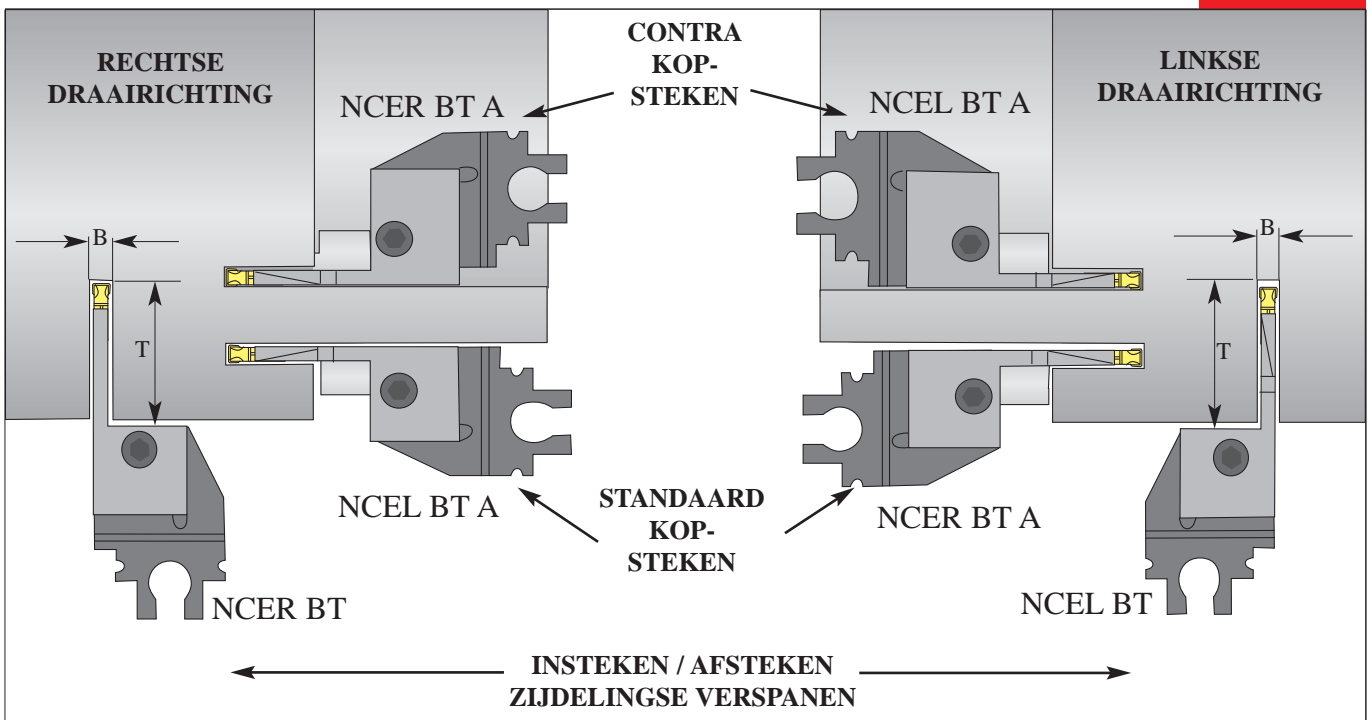 RECHTSE
DRAAIRICHTING
NCER BT A
CONTRA
KOP-
STEKEN
NCEL BT A
LINKSE
DRAAIRICHTING
B
T
B
T
NCEL BT A
STANDAARD
KOP-
STEKEN
NCER BT A
NCER BT
NCEL BT
INSTEKEN / AFSTEKEN
ZIJDELINGSE VERSPANEN